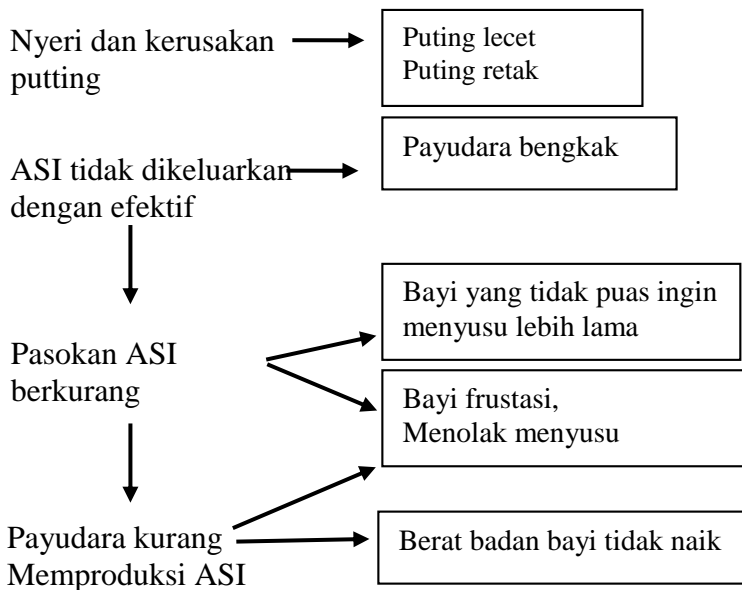 Nyeri dan kerusakan
putting
Puting lecet
Puting retak
ASI tidak dikeluarkan
dengan efektif
Payudara bengkak
Bayi yang tidak puas ingin
menyusu lebih lama
Pasokan ASI
berkurang
Bayi frustasi,
Menolak menyusu
Payudara kurang
Memproduksi ASI
Berat badan bayi tidak naik